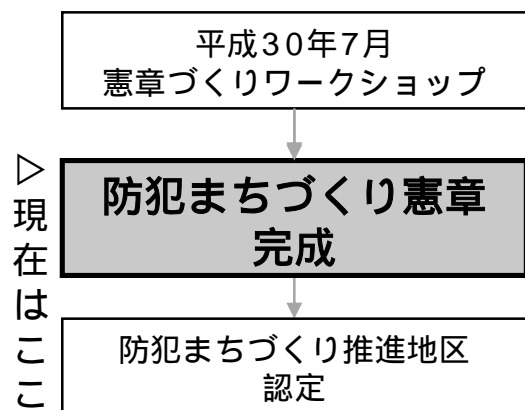 平成30年7月
憲章づくりワークショップ
▷現在はここ
防犯まちづくり憲章
完成
防犯まちづくり推進地区
認定